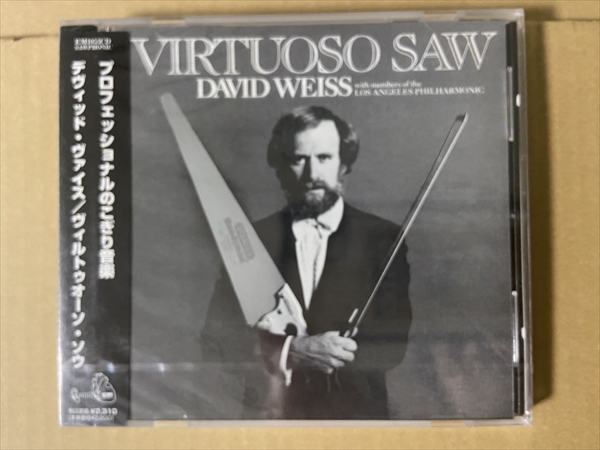 VIRTUOSO SAW
DAVID WEISS
with members of the
LOS ANGELES PHILHARMONIC
プロフェッショナルのこぎり音楽
デヴィッド・ヴァイス/ヴィルトゥオーソ・ソウ
¥2,310